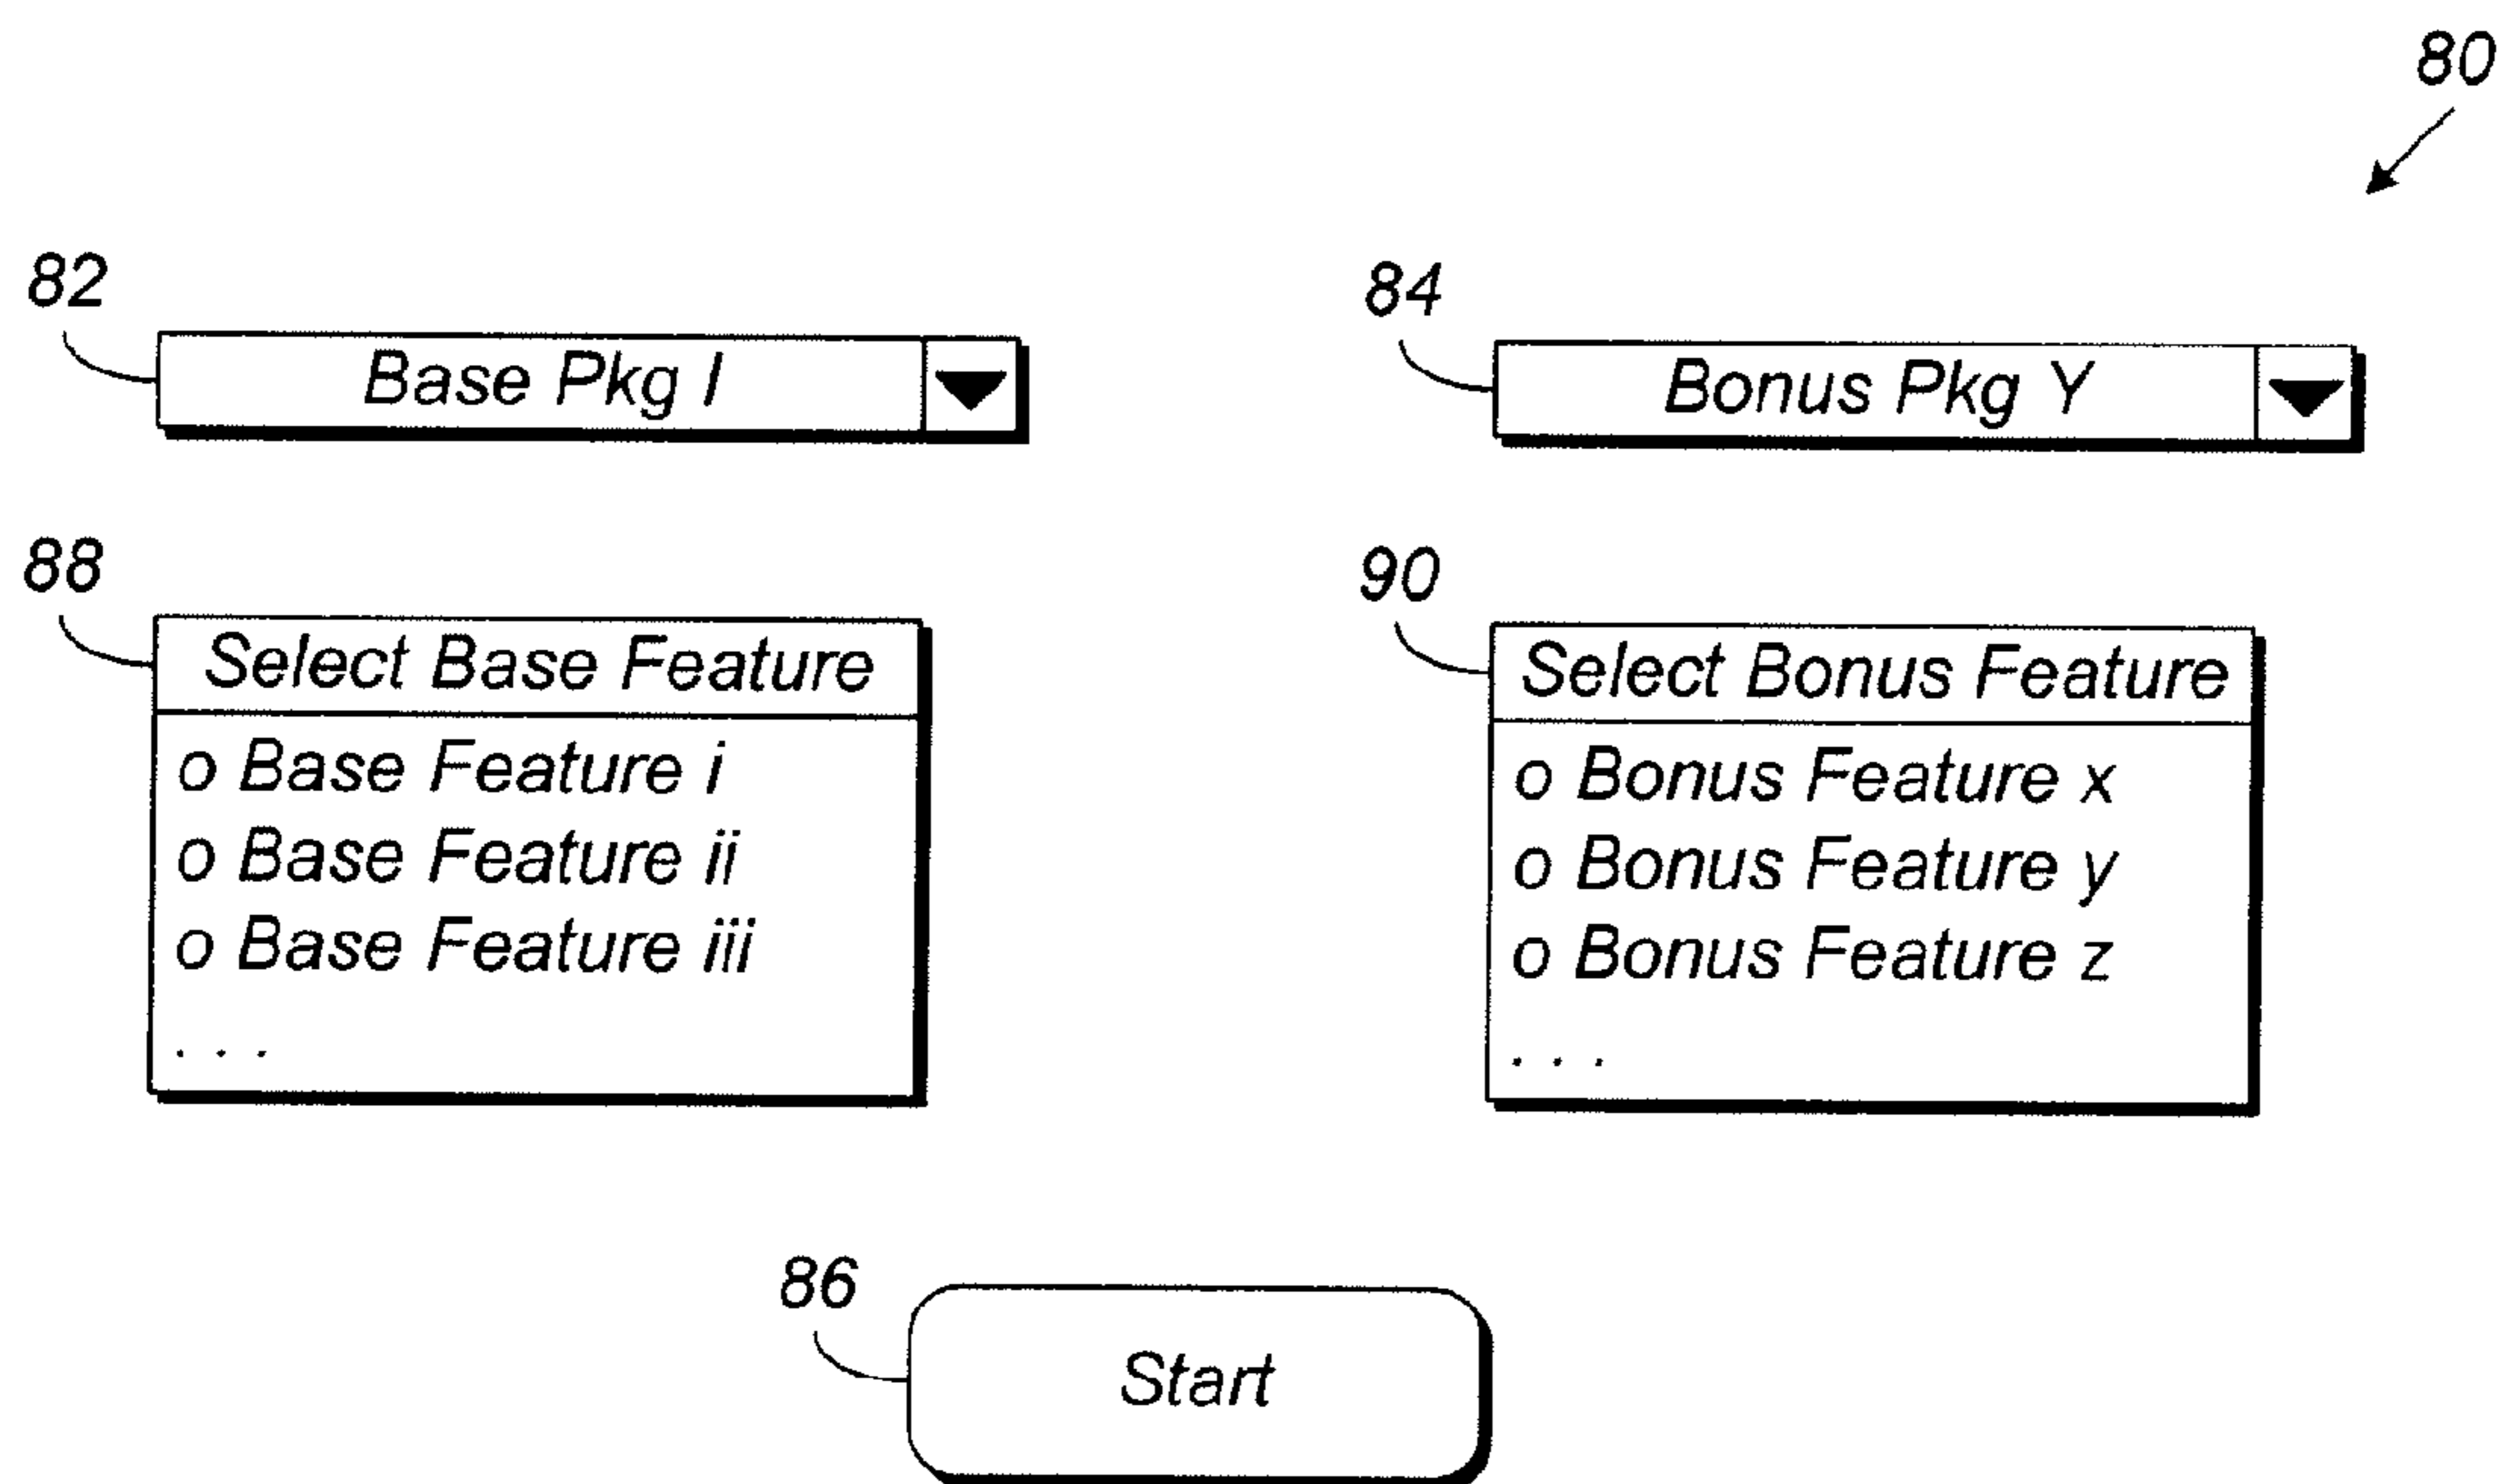 80
82
Base Pkg I
84
Bonus Pkg Y
88
Select Base Feature
o Base Feature i
o Base Feature ii
o Base Feature iii
. . .
90
Select Bonus Feature
o Bonus Feature x
o Bonus Feature y
o Bonus Feature z
. . .
86
Start